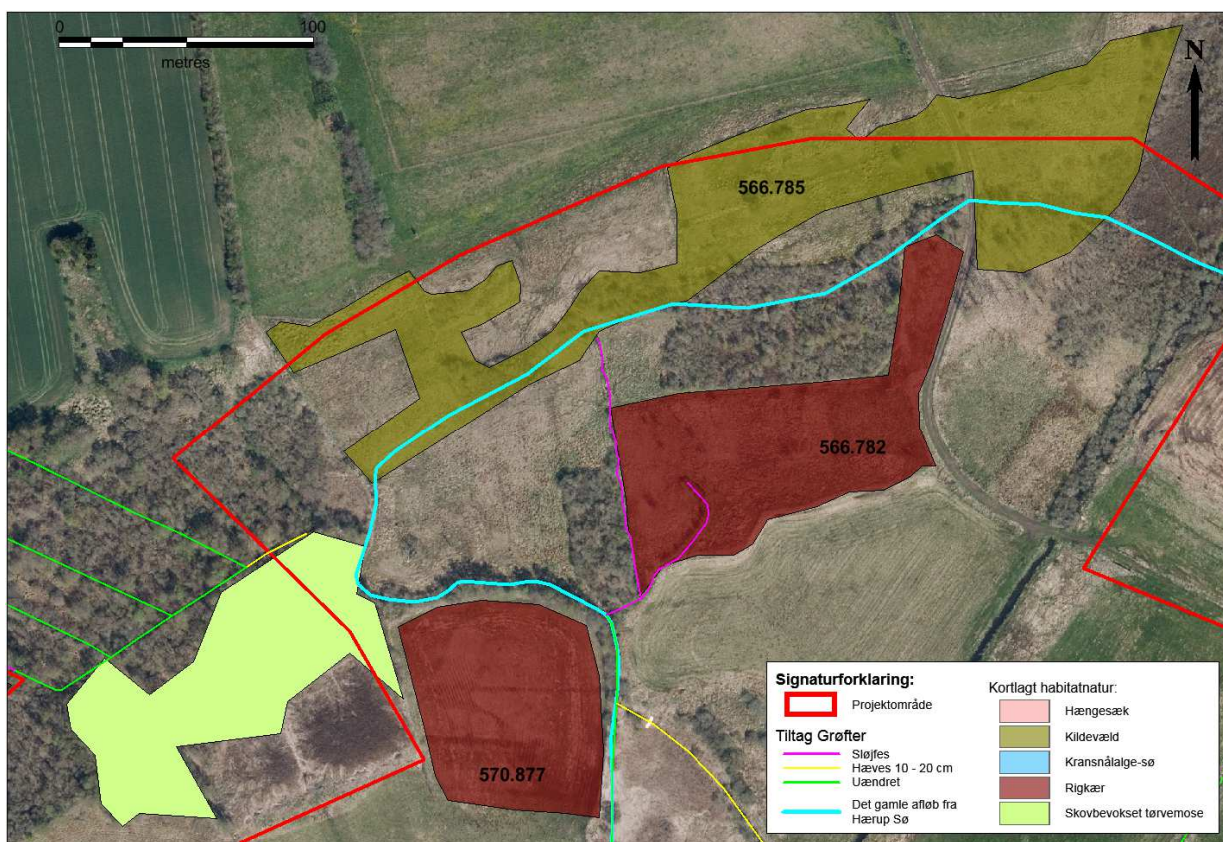 0 100
metres
N
566.785
566.782
570.877
Signaturforklaring:
Projektområde
Tiltag Grøfter
Sløjfes
Hæves 10 - 20 cm
Uændret
Det gamle afløb fra
Hærup Sø
Kortlagt habitatnatur:
Hængesæk
Kildevæld
Kransnålalge-sø
Rigkær
Skovbevokset tørvemose